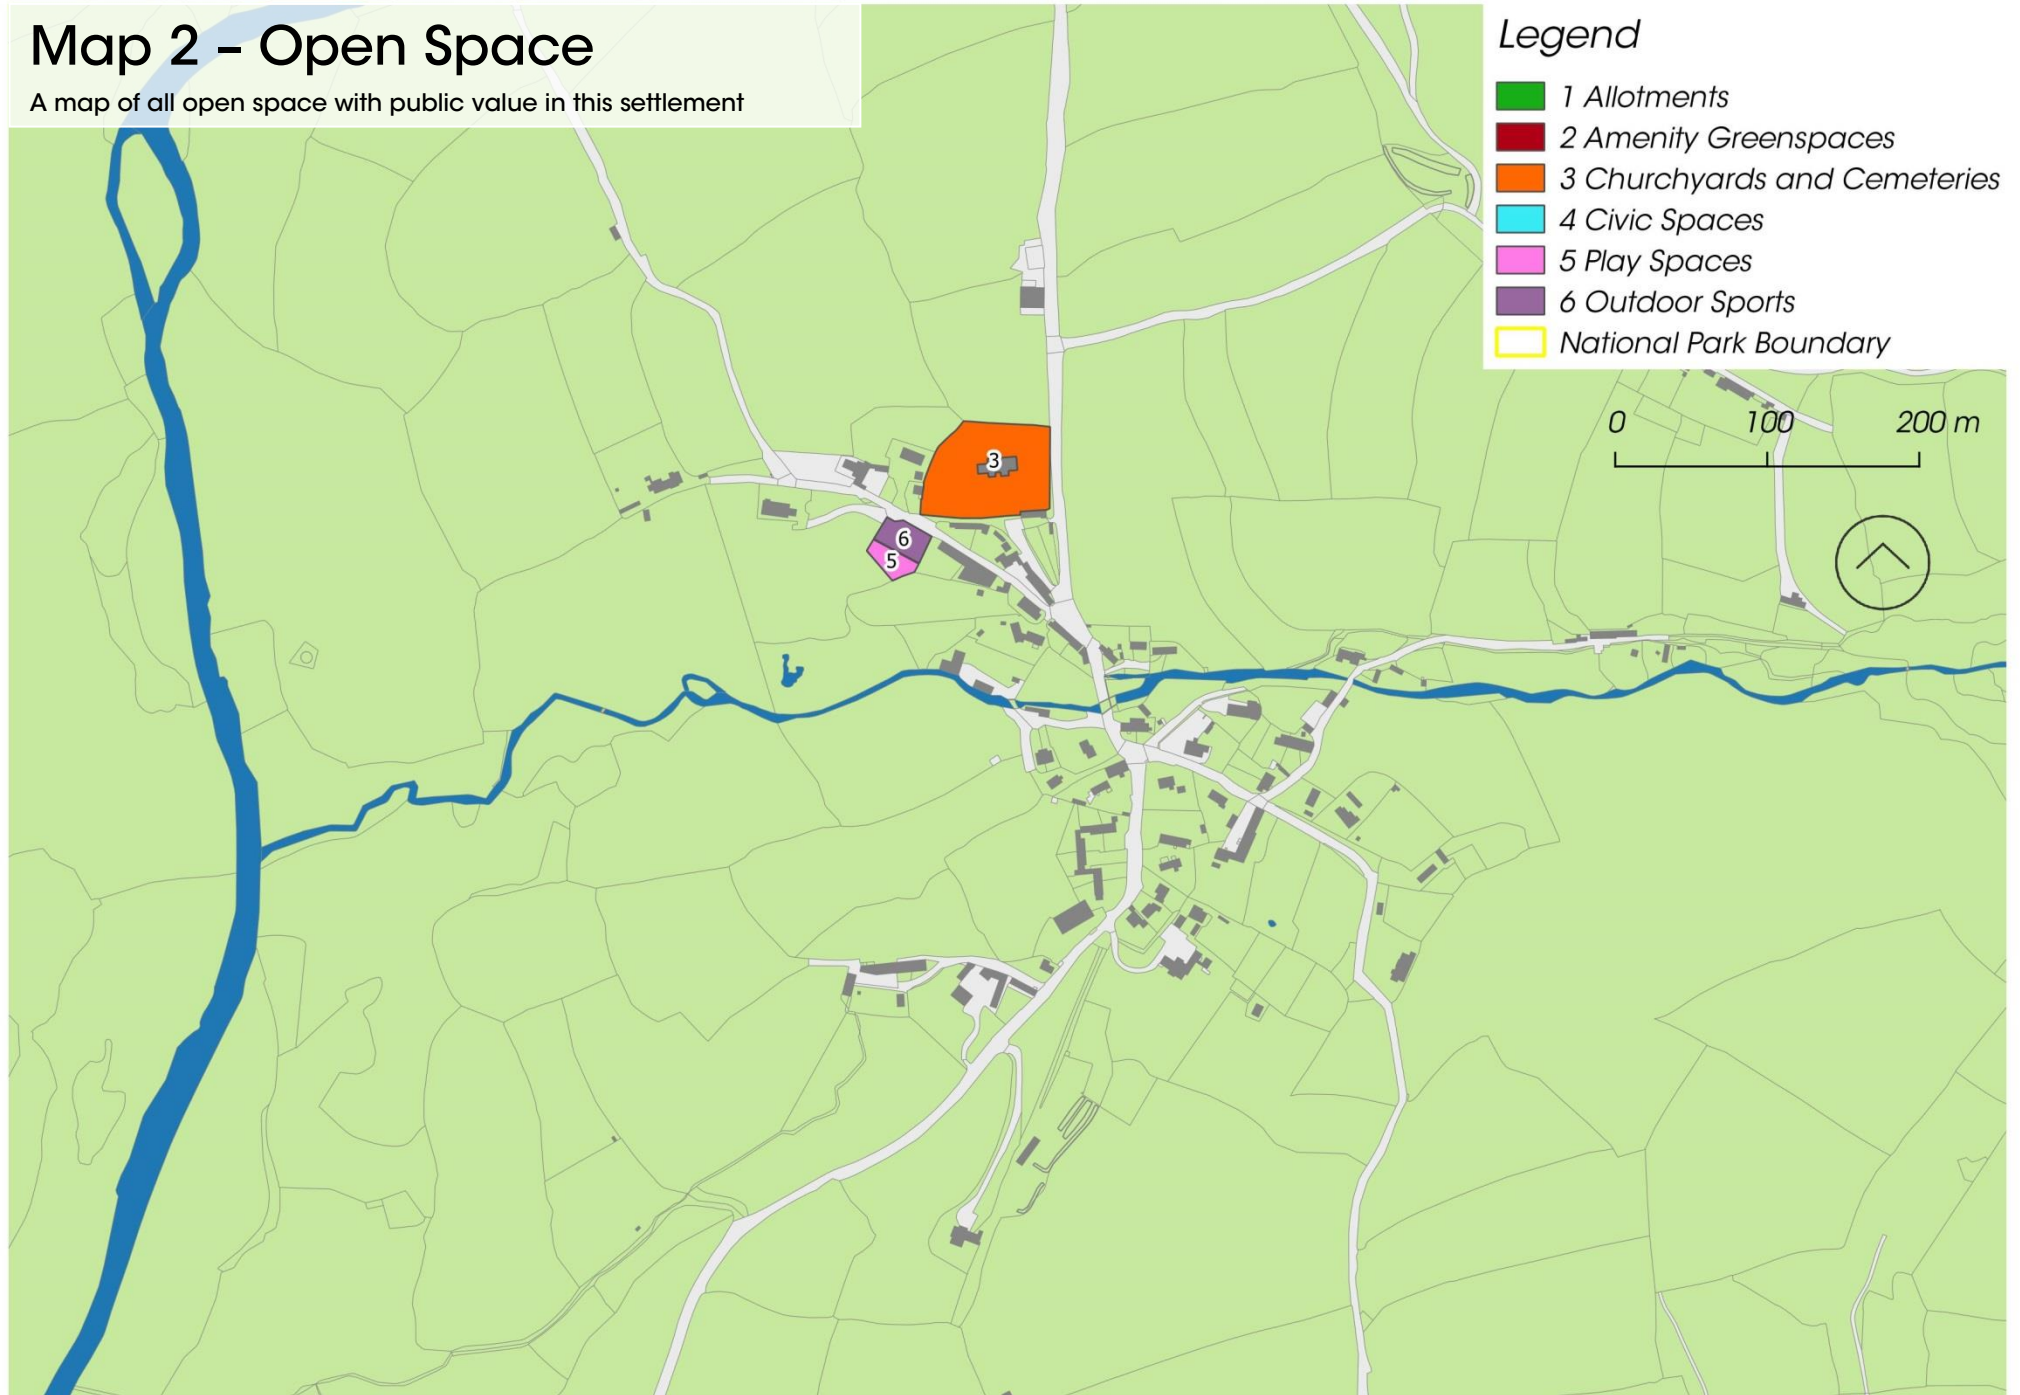 Map 2 – Open Space
A map of all open space with public value in this settlement
Legend
1 Allotments
2 Amenity Greenspaces
3 Churchyards and Cemeteries
4 Civic Spaces
5 Play Spaces
6 Outdoor Sports
National Park Boundary
0 100 200 m
3
6
5